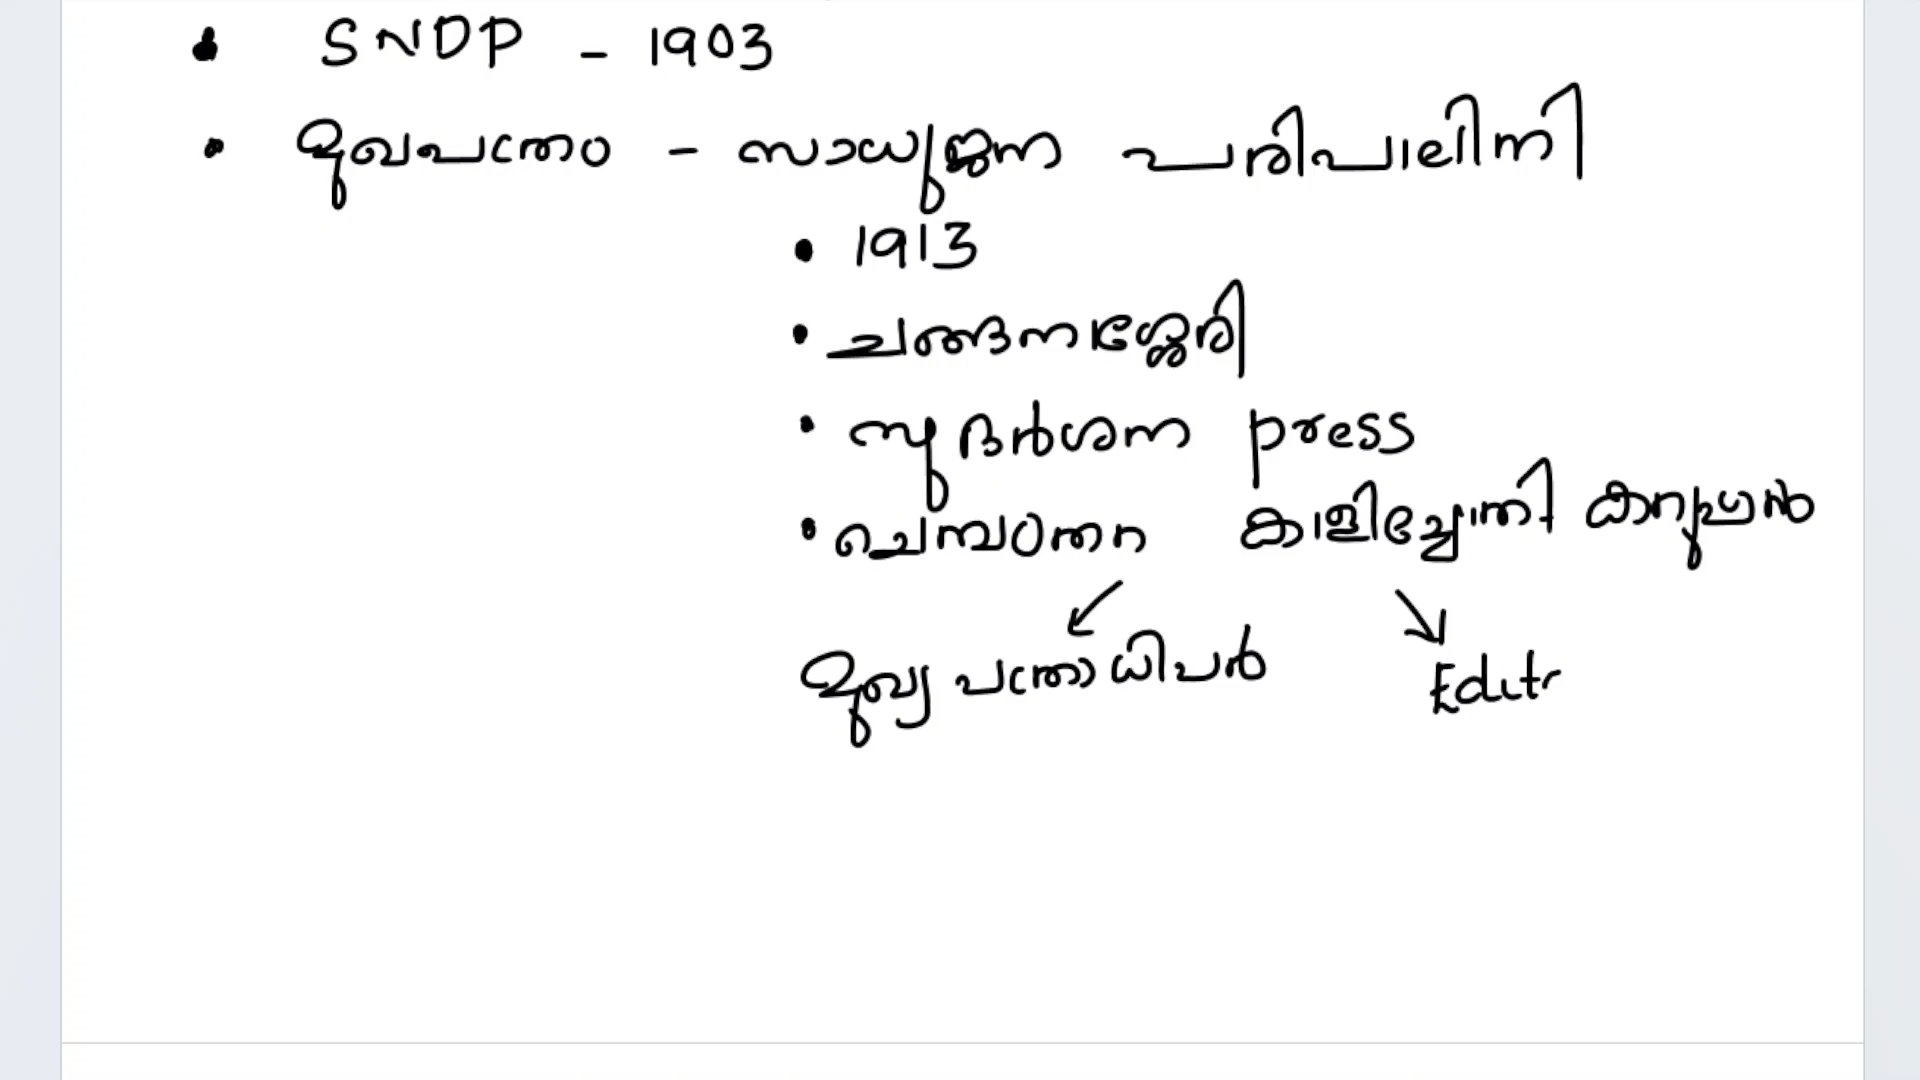 • SNDP - 1903
• മുഖപത്രം - സാധുജന പരിപാലിനി
• 1913
• ചങ്ങനാശ്ശേരി
• സുദർശന press
• ചെമ്പംതറ കാളിച്ചോതി കറുപ്പൻ
മുഖ്യ പത്രാധിപർ Editr